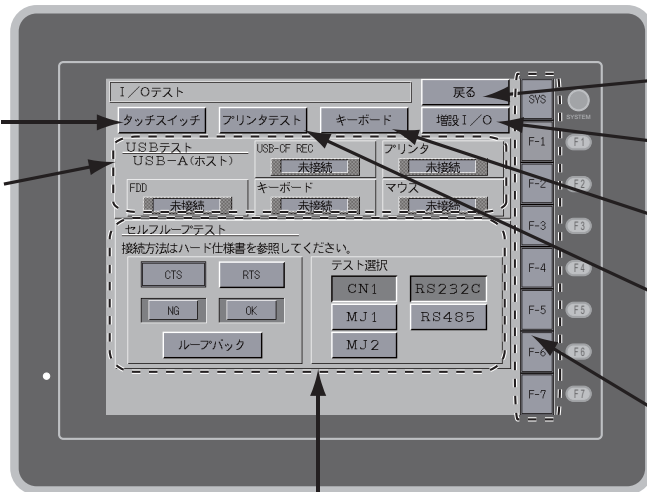 I/Oテスト
戻る
タッチスイッチ
プリンタテスト
キーボード
増設I/O
USBテスト
USB-A(ホスト)
USB-CF REC
未接続
プリンタ
未接続
FDD
未接続
キーボード
未接続
マウス
未接続
セルフループテスト
接続方法はハード仕様書を参照してください。
CTS
RTS
NG
OK
ループバック
テスト選択
CN1
RS232C
MJ1
RS485
MJ2
SYS
F-1
F-2
F-3
F-4
F-5
F-6
F-7
SYSTEM
F1
F2
F3
F4
F5
F6
F7